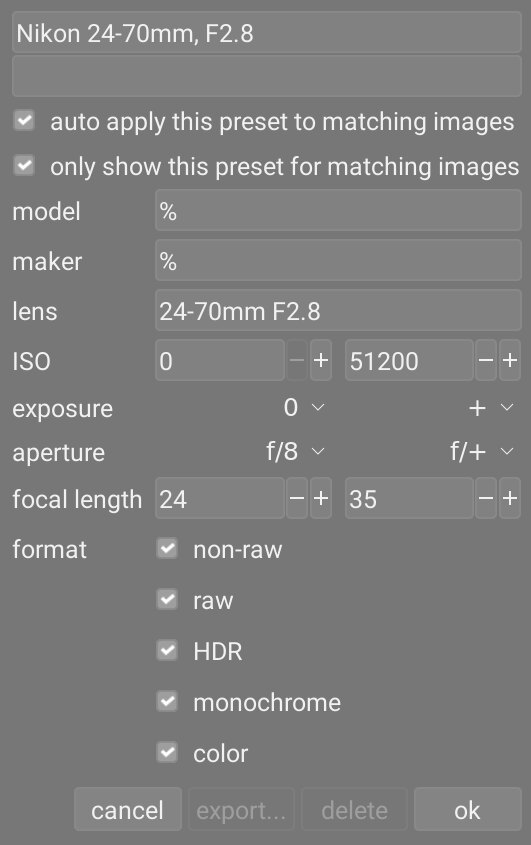 Nikon 24-70mm, F2.8
auto apply this preset to matching images
only show this preset for matching images
model %
maker %
lens 24-70mm F2.8
ISO 0 − + 51200 − +
exposure 0 +
aperture f/8 f/+
focal length 24 − + 35 − +
format non-raw
raw
HDR
monochrome
color
cancel export... delete ok